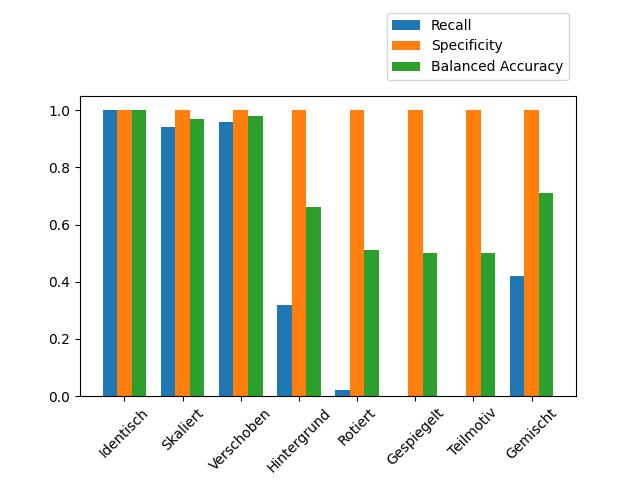 Recall
Specificity
Balanced Accuracy
1.0
0.8
0.6
0.4
0.2
0.0
Identisch
Skaliert
Verschoben
Hintergrund
Rotiert
Gespiegelt
Teilmotiv
Gemischt